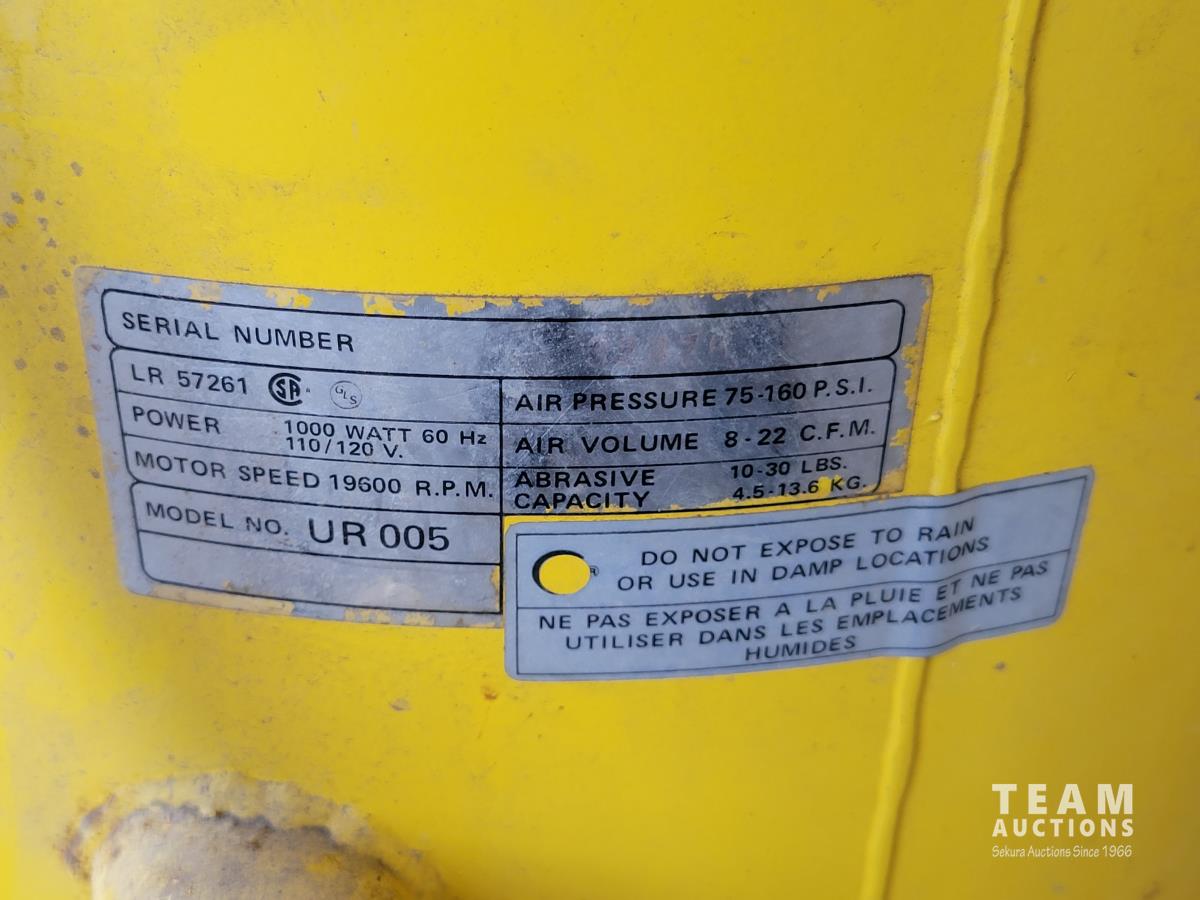 SERIAL NUMBER
LR 57261 SA GLS
POWER 1000 WATT 60 Hz
110/120 V.
MOTOR SPEED 19600 R.P.M.
MODEL NO. UR 005
AIR PRESSURE 75-160 P.S.I.
AIR VOLUME 8-22 C.F.M.
ABRASIVE 10-30 LBS.
CAPACITY 4.5-13.6 KG.
DO NOT EXPOSE TO RAIN
OR USE IN DAMP LOCATIONS
NE PAS EXPOSER A LA PLUIE ET NE PAS
UTILISER DANS LES EMPLACEMENTS
HUMIDES
TEAM
AUCTIONS
Sekura Auctions Since 1966